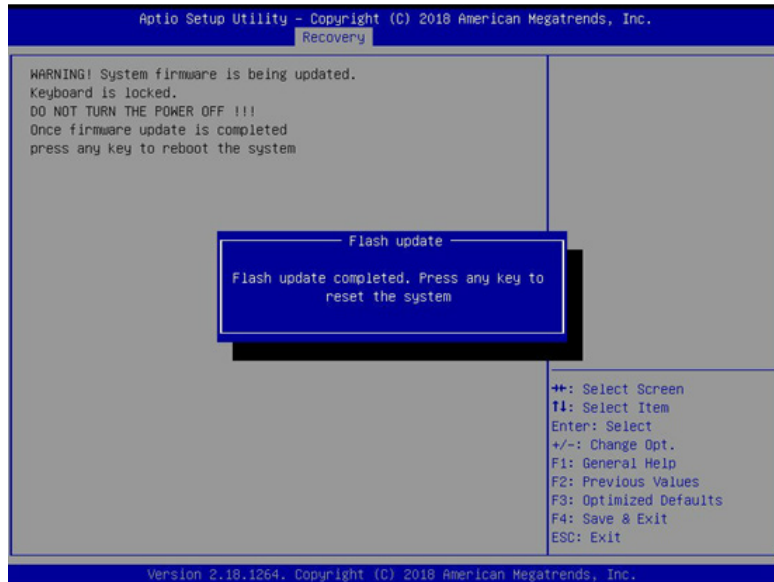 Aptio Setup Utility – Copyright (C) 2018 American Megatrends, Inc.
Recovery
WARNING! System firmware is being updated.
Keyboard is locked.
DO NOT TURN THE POWER OFF !!!
Once firmware update is completed
press any key to reboot the system
Flash update
Flash update completed. Press any key to
reset the system
→←: Select Screen
↑↓: Select Item
Enter: Select
+/-: Change Opt.
F1: General Help
F2: Previous Values
F3: Optimized Defaults
F4: Save & Exit
ESC: Exit
Version 2.18.1264. Copyright (C) 2018 American Megatrends, Inc.